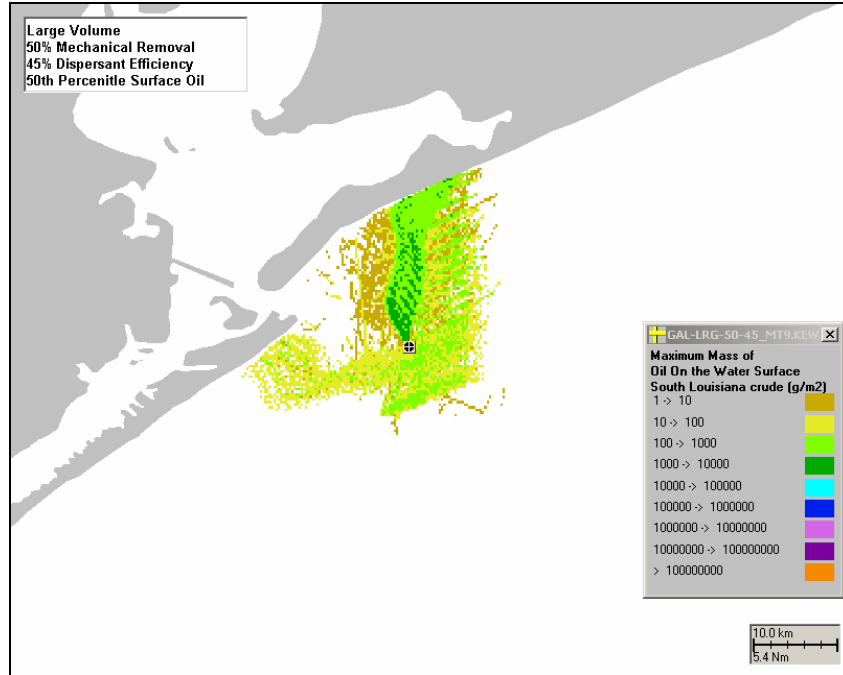 Large Volume
50% Mechanical Removal
45% Dispersant Efficiency
50th Percenitle Surface Oil
GAL-LRG-50-45_MT9.KEW
X
Maximum Mass of
Oil On the Water Surface
South Louisiana crude (g/m2)
1 -> 10
10 -> 100
100 -> 1000
1000 -> 10000
10000 -> 100000
100000 -> 1000000
1000000 -> 10000000
10000000 -> 100000000
> 100000000
10.0 km
5.4 Nm